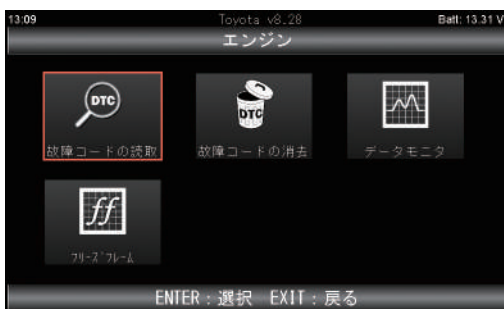 13:09 Toyota v8.28 Batt: 13.31 V
エンジン
DTC DTC
故障コードの読取 故障コードの消去 データモニタ
ff
フリーズフレーム
ENTER：選択 EXIT：戻る